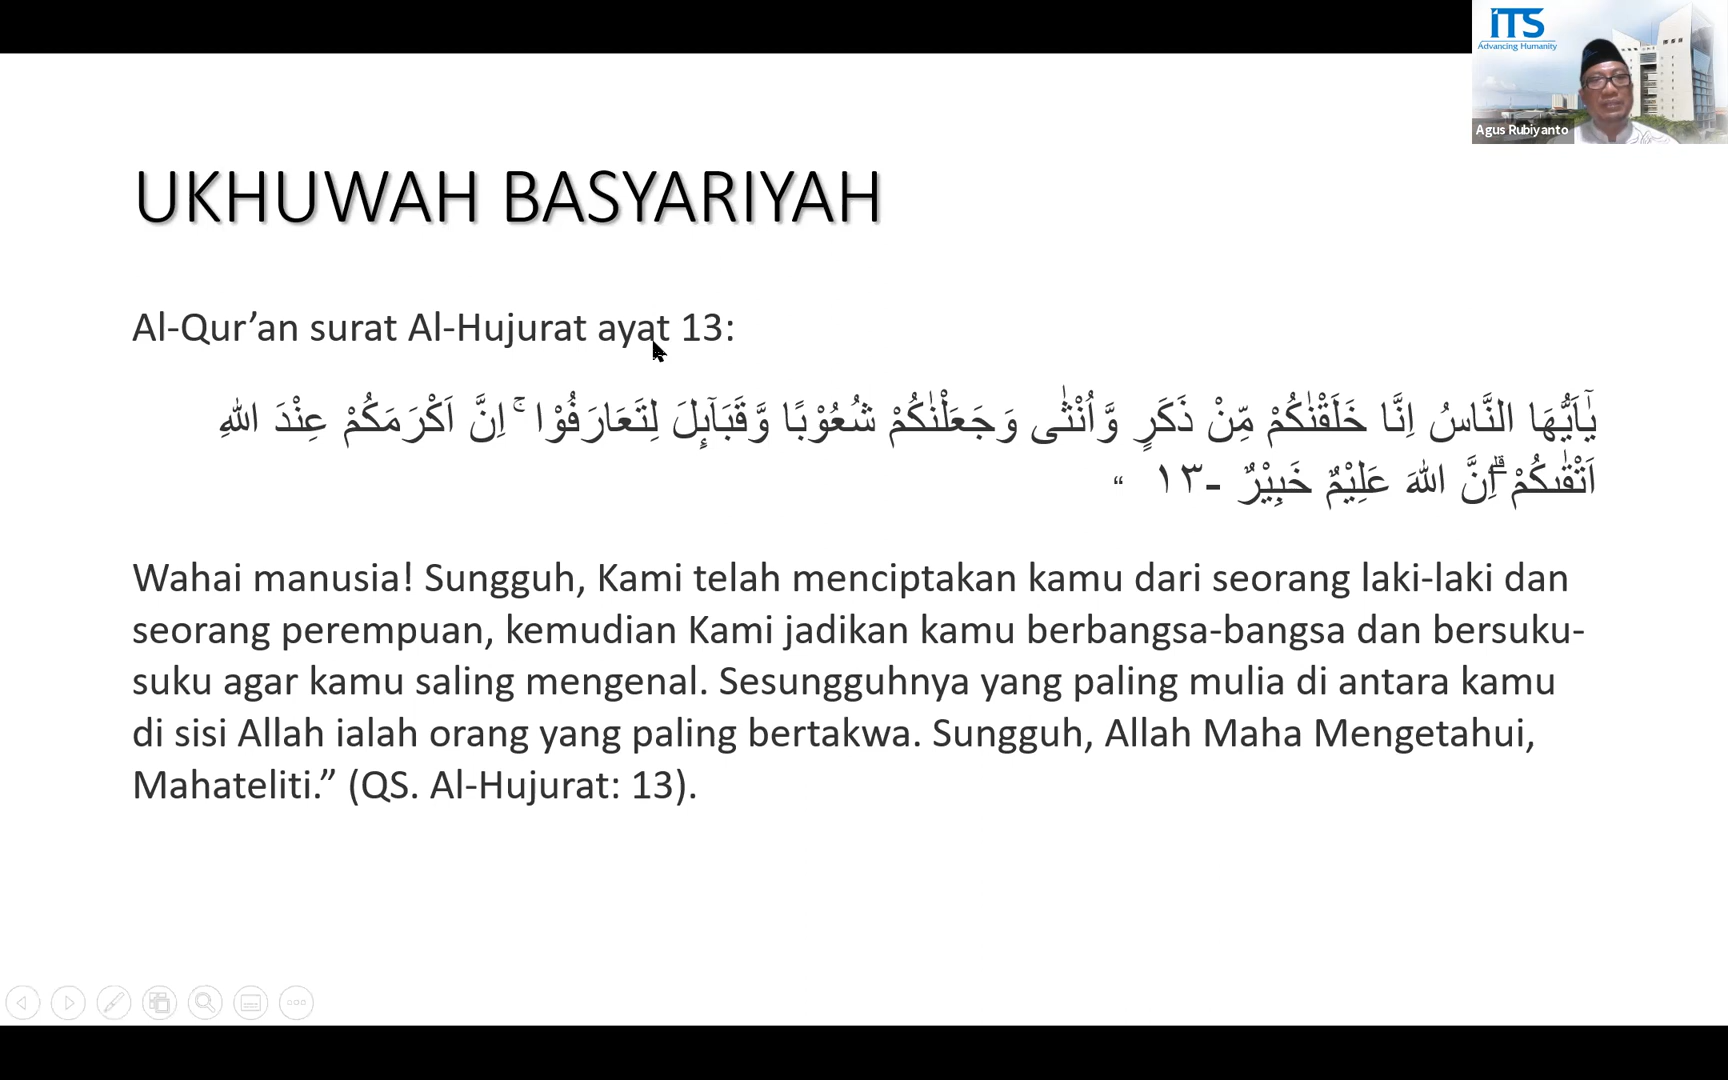 iTS
Advancing Humanity
Agus Rubiyanto
UKHUWAH BASYARIYAH
Al-Qur’an surat Al-Hujurat ayat 13:
يٰٓاَيُّهَا النَّاسُ اِنَّا خَلَقْنٰكُمْ مِّنْ ذَكَرٍ وَّاُنْثٰى وَجَعَلْنٰكُمْ شُعُوْبًا وَّقَبَاۤىِٕلَ لِتَعَارَفُوْا ۚ اِنَّ اَكْرَمَكُمْ عِنْدَ اللّٰهِ
اَتْقٰىكُمْ ۗاِنَّ اللّٰهَ عَلِيْمٌ خَبِيْرٌ -١٣ “
Wahai manusia! Sungguh, Kami telah menciptakan kamu dari seorang laki-laki dan
seorang perempuan, kemudian Kami jadikan kamu berbangsa-bangsa dan bersuku-
suku agar kamu saling mengenal. Sesungguhnya yang paling mulia di antara kamu
di sisi Allah ialah orang yang paling bertakwa. Sungguh, Allah Maha Mengetahui,
Mahateliti.” (QS. Al-Hujurat: 13).